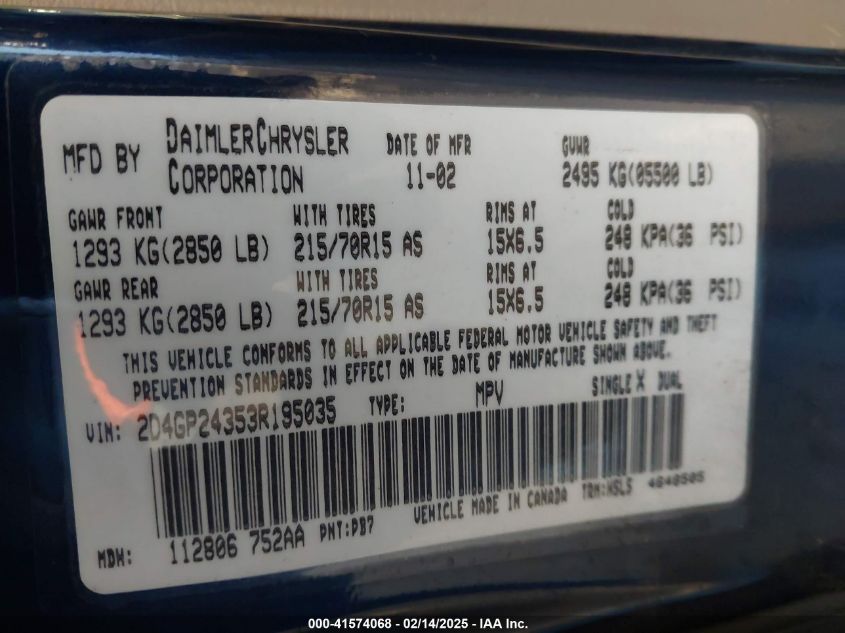 MFD BY DAIMLERCHRYSLER CORPORATION DATE OF MFR 11-02 GVWR 2495 KG(05500 LB)
GAWR FRONT WITH TIRES RIMS AT COLD
1293 KG(2850 LB) 215/70R15 AS 15X6.5 248 KPA(36 PSI)
GAWR REAR WITH TIRES RIMS AT COLD
1293 KG(2850 LB) 215/70R15 AS 15X6.5 248 KPA(36 PSI)
THIS VEHICLE CONFORMS TO ALL APPLICABLE FEDERAL MOTOR VEHICLE SAFETY AND THEFT
PREVENTION STANDARDS IN EFFECT ON THE DATE OF MANUFACTURE SHOWN ABOVE.
VIN: 2D4GP24353R195035 TYPE: MPV SINGLE X DUAL
VEHICLE MADE IN CANADA TRM:K5L5 4640505
MDH: 112806 752AA PNT:PB7
000-41574068 - 02/14/2025 - © IAA Inc.